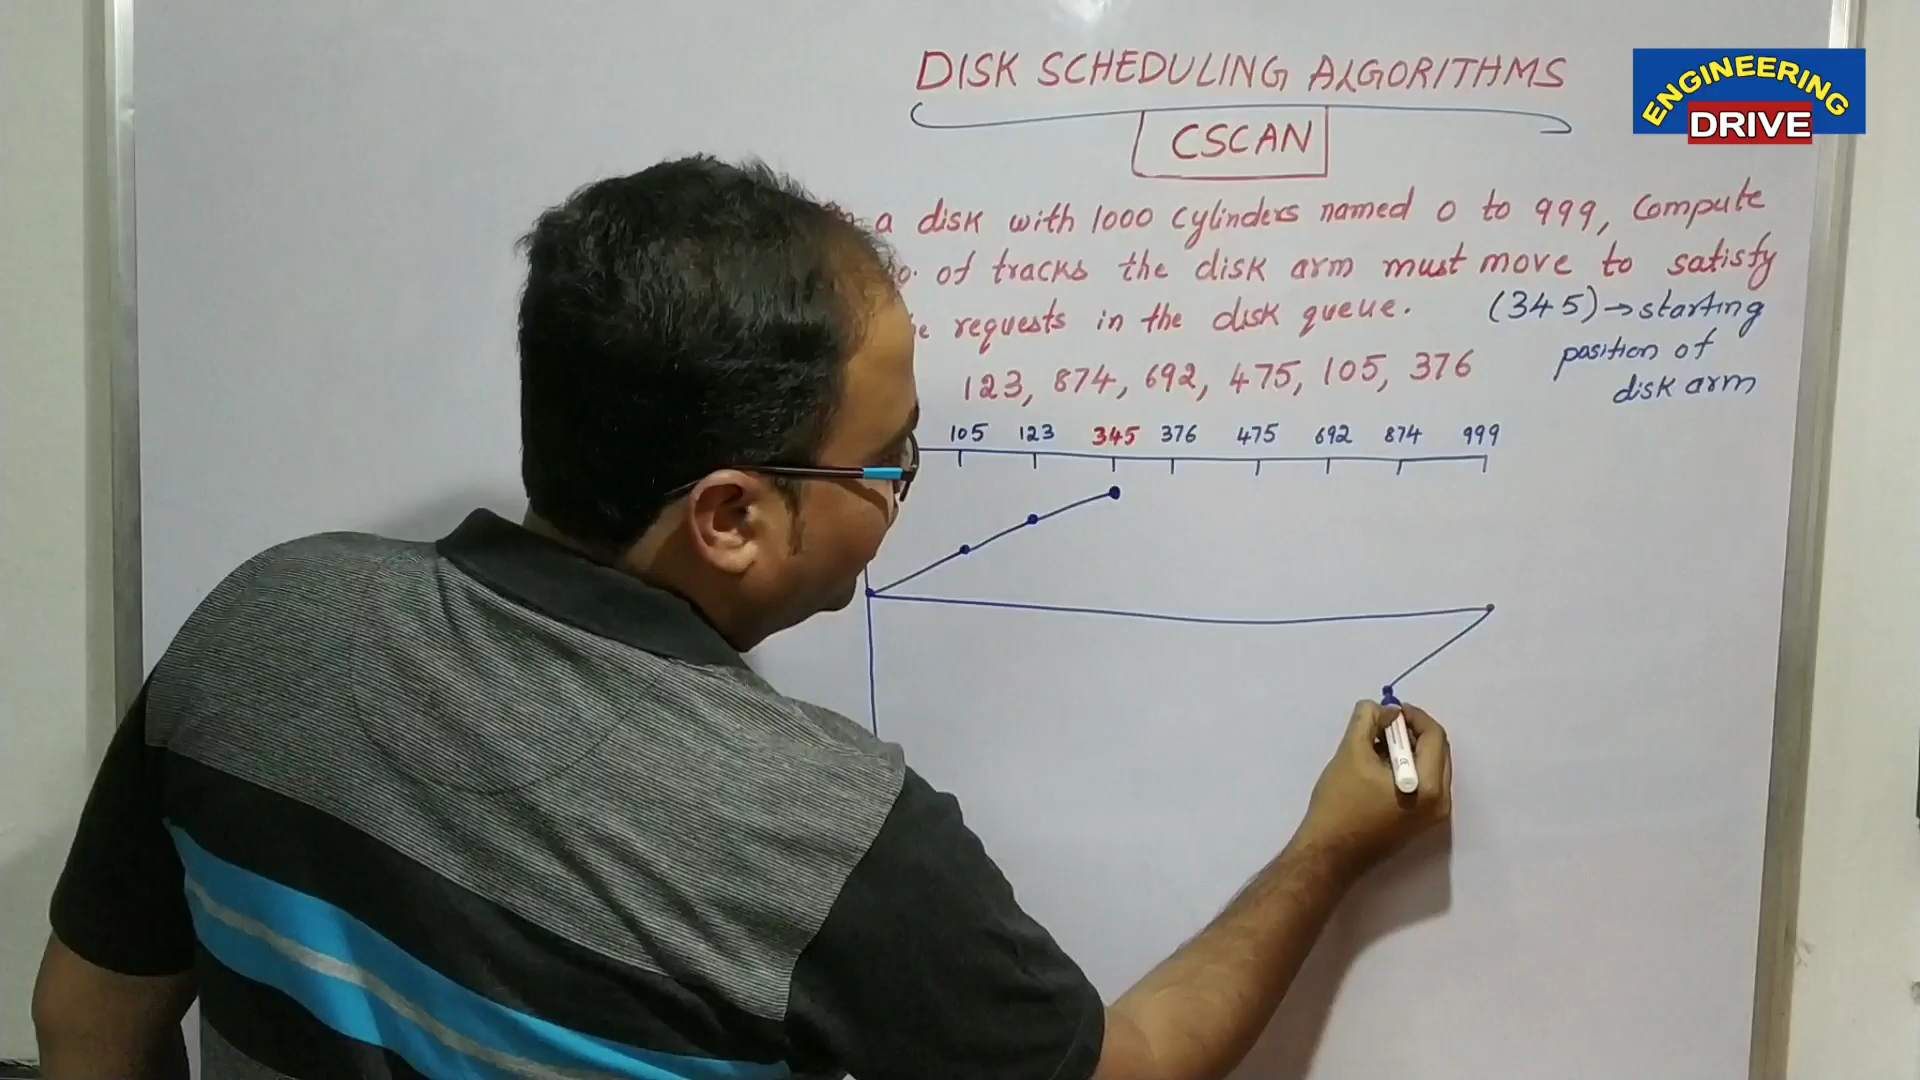 DISK SCHEDULING ALGORITHMS
ENGINEERING
DRIVE
CSCAN
a disk with 1000 cylinders named 0 to 999, Compute
of tracks the disk arm must move to satisfy
requests in the disk queue. (345)→starting
position of
disk arm
123, 874, 692, 475, 105, 376
105 123 345 376 475 692 874 999